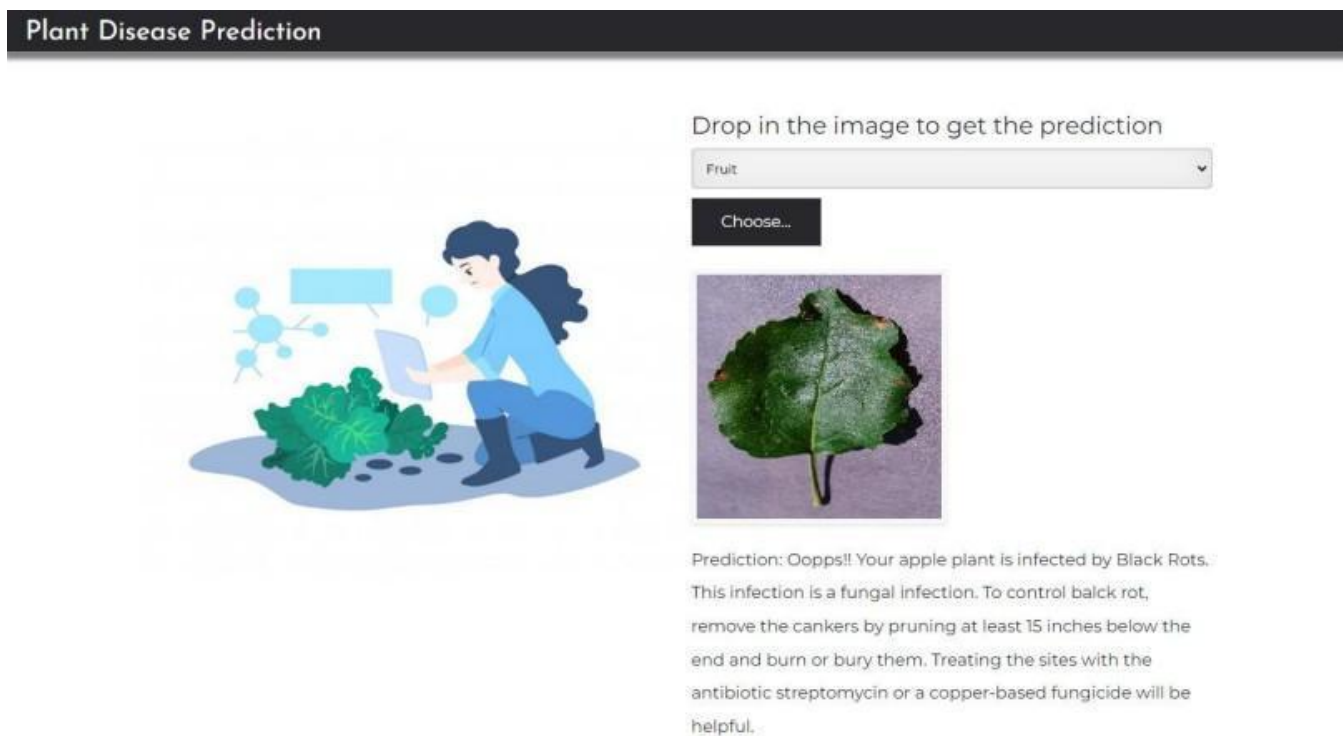 Plant Disease Prediction
Drop in the image to get the prediction
Fruit
Choose...
Prediction: Oopps!! Your apple plant is infected by Black Rots.
This infection is a fungal infection. To control balck rot,
remove the cankers by pruning at least 15 inches below the
end and burn or bury them. Treating the sites with the
antibiotic streptomycin or a copper-based fungicide will be
helpful.